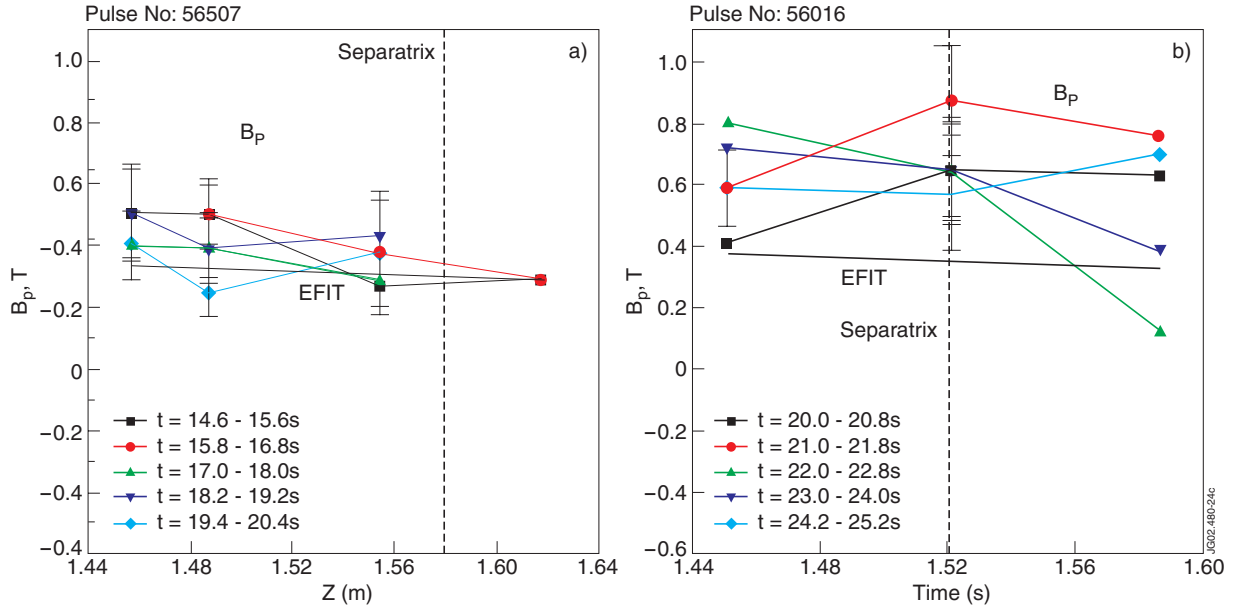 Pulse No: 56507
a)
Separatrix
Bₚ
EFIT
Bₚ, T
1.0
0.8
0.6
−0.4
−0.2
0
−0.2
−0.4
−0.4
t = 14.6 - 15.6s
t = 15.8 - 16.8s
t = 17.0 - 18.0s
t = 18.2 - 19.2s
t = 19.4 - 20.4s
1.44
1.48
1.52
1.56
1.60
1.64
Z (m)
Pulse No: 56016
b)
Bₚ
EFIT
Separatrix
Bₚ, T
1.0
0.8
0.6
0.4
0.2
0
−0.2
−0.4
−0.6
t = 20.0 - 20.8s
t = 21.0 - 21.8s
t = 22.0 - 22.8s
t = 23.0 - 24.0s
t = 24.2 - 25.2s
1.44
1.48
1.52
1.56
1.60
Time (s)
JG02.480-24c